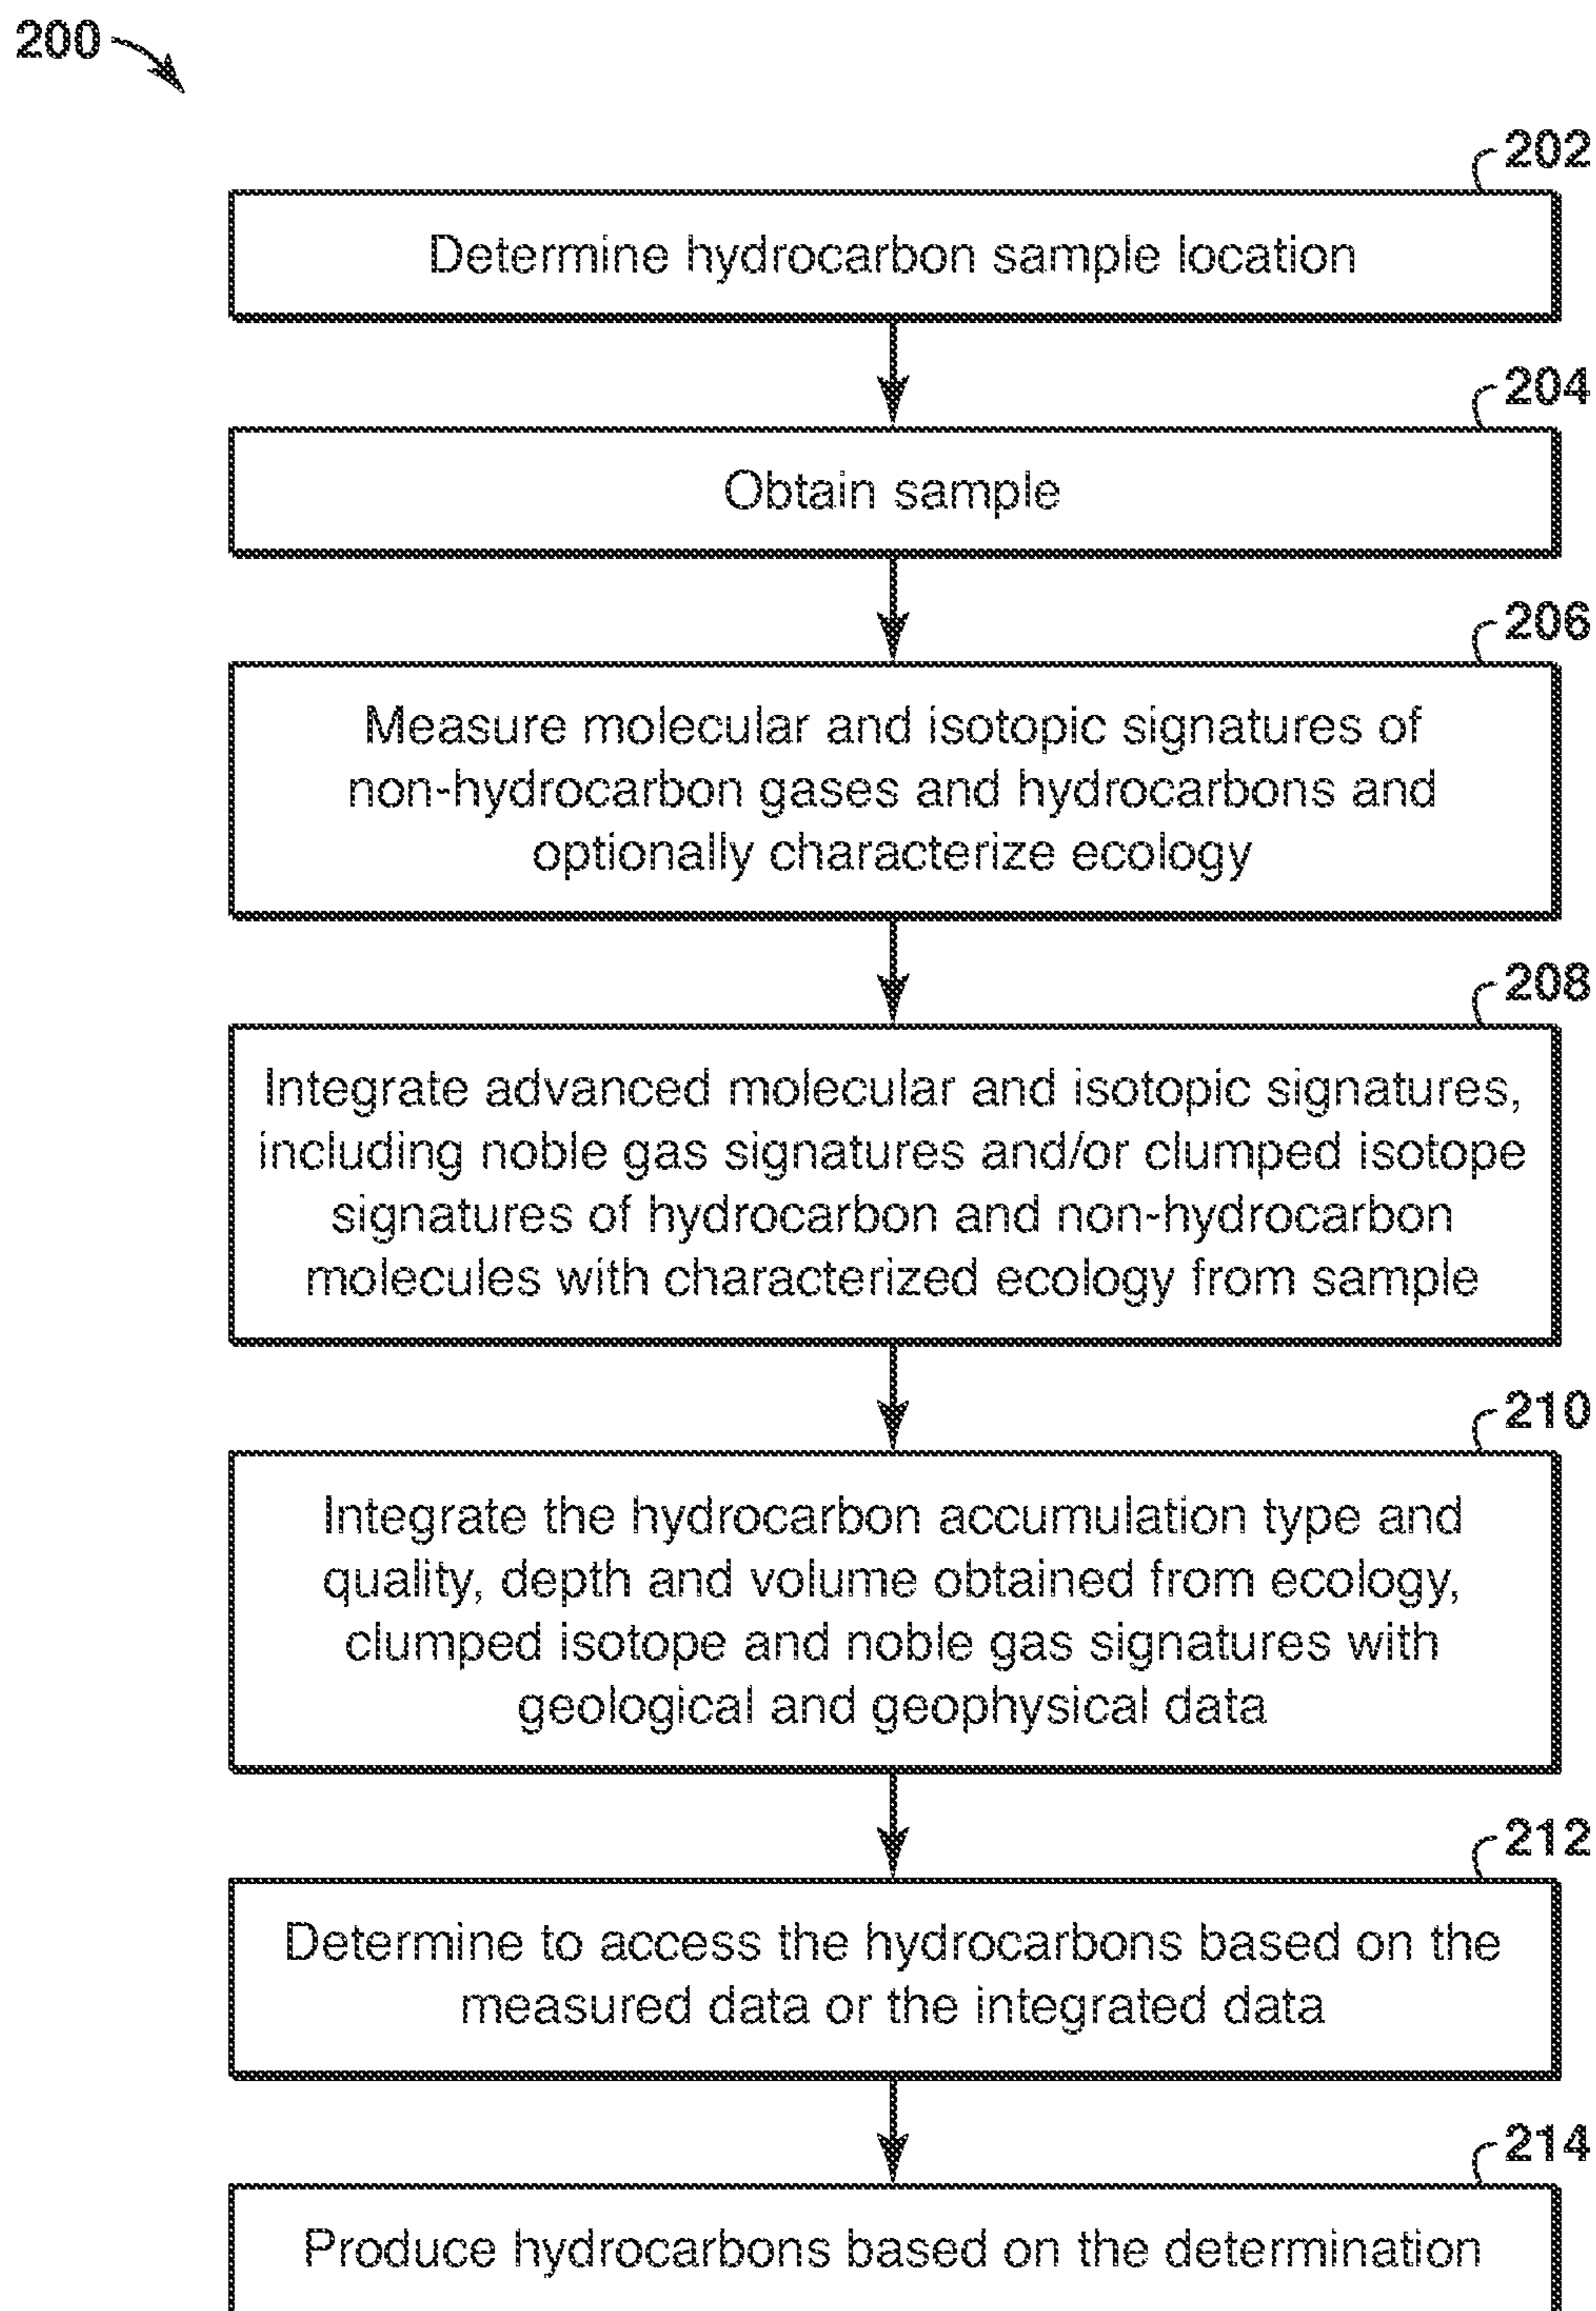 200
202
Determine hydrocarbon sample location
204
Obtain sample
206
Measure molecular and isotopic signatures of
non-hydrocarbon gases and hydrocarbons and
optionally characterize ecology
208
Integrate advanced molecular and isotopic signatures,
including noble gas signatures and/or clumped isotope
signatures of hydrocarbon and non-hydrocarbon
molecules with characterized ecology from sample
210
Integrate the hydrocarbon accumulation type and
quality, depth and volume obtained from ecology,
clumped isotope and noble gas signatures with
geological and geophysical data
212
Determine to access the hydrocarbons based on the
measured data or the integrated data
214
Produce hydrocarbons based on the determination